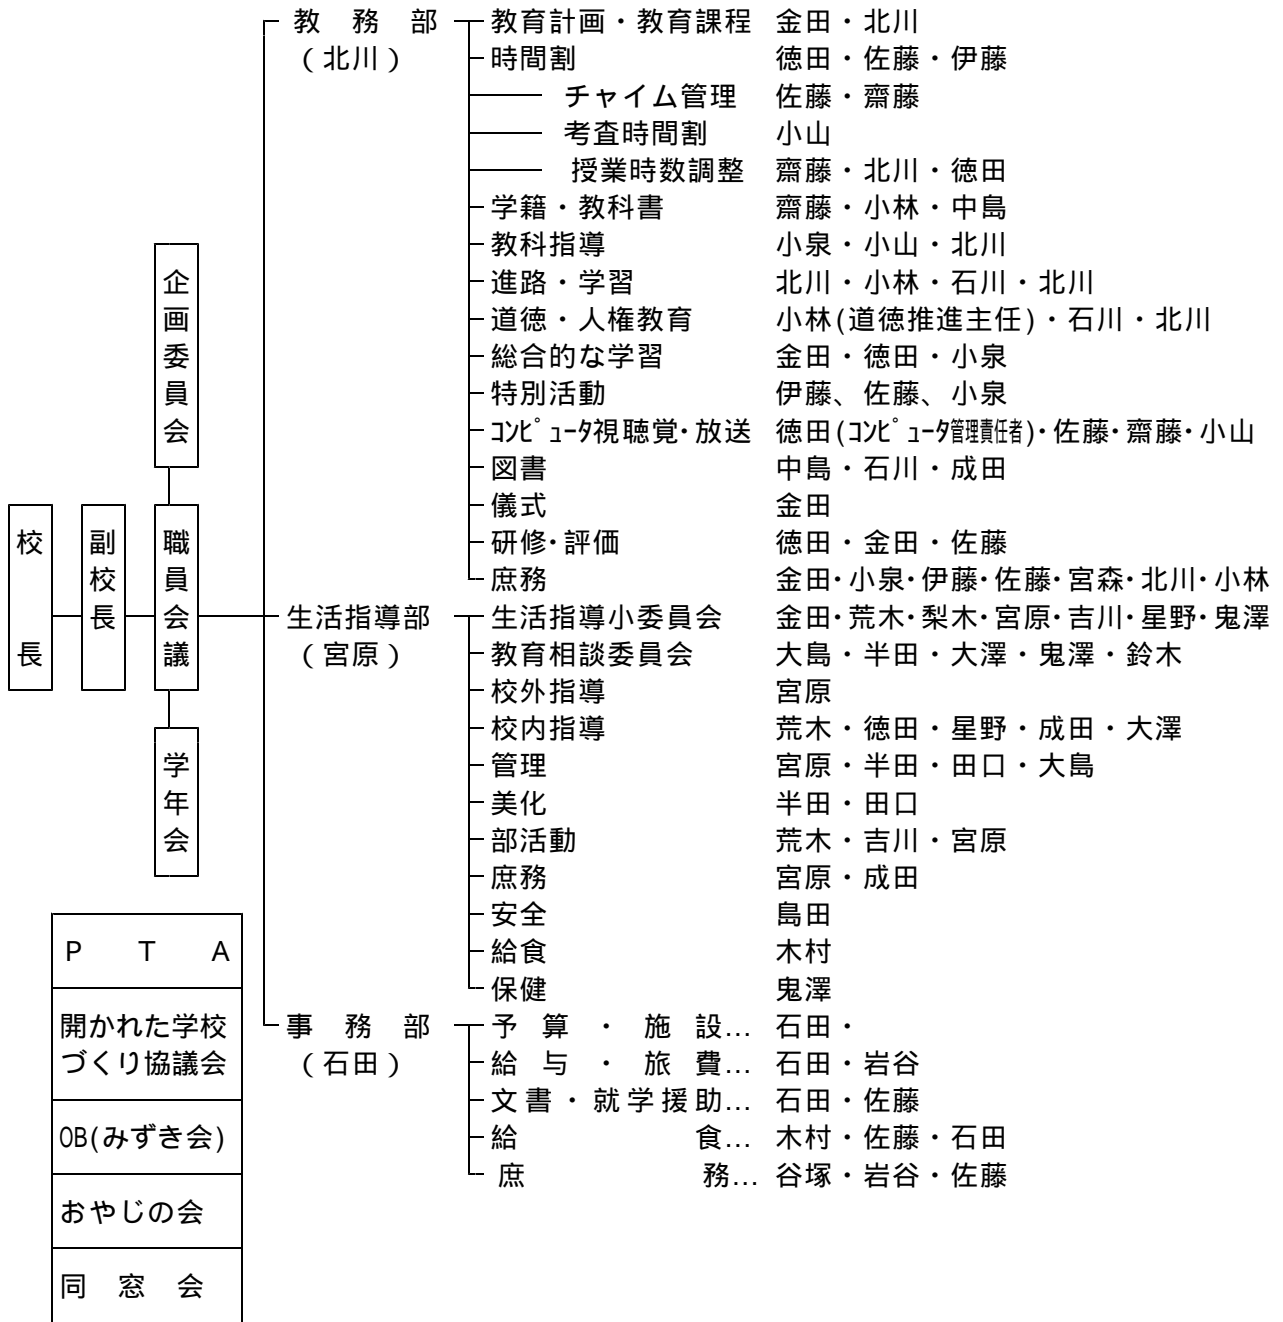 教　務　部
（北川）
教育計画・教育課程　金田・北川
時間割　徳田・佐藤・伊藤
チャイム管理　佐藤・齋藤
考査時間割　小山
授業時数調整　齋藤・北川・徳田
学籍・教科書　齋藤・小林・中島
教科指導　小泉・小山・北川
進路・学習　北川・小林・石川・北川
道徳・人権教育　小林(道徳推進主任)・石川・北川
総合的な学習　金田・徳田・小泉
特別活動　伊藤、佐藤、小泉
ｺﾝﾋﾟｭｰﾀ視聴覚･放送　徳田(ｺﾝﾋﾟｭｰﾀ管理責任者)･佐藤･齋藤･小山
図書　中島・石川・成田
儀式　金田
研修･評価　徳田・金田・佐藤
庶務　金田･小泉･伊藤･佐藤･宮森･北川･小林
企画委員会
校　長
副校長
職員会議
学年会
生活指導部
（宮原）
生活指導小委員会　金田･荒木･梨木･宮原･吉川･星野･鬼澤
教育相談委員会　大島・半田・大澤・鬼澤・鈴木
校外指導　宮原
校内指導　荒木・徳田・星野・成田・大澤
管理　宮原・半田・田口・大島
美化　半田・田口
部活動　荒木・吉川・宮原
庶務　宮原・成田
安全　島田
給食　木村
保健　鬼澤
事　務　部
（石田）
予　算　・　施　設…　石田・
給　与　・　旅　費…　石田・岩谷
文書・就学援助…　石田・佐藤
給　　　　　　食…　木村・佐藤・石田
庶　　　　　　務…　谷塚・岩谷・佐藤
P　T　A
開かれた学校
づくり協議会
OB(みずき会)
おやじの会
同　窓　会